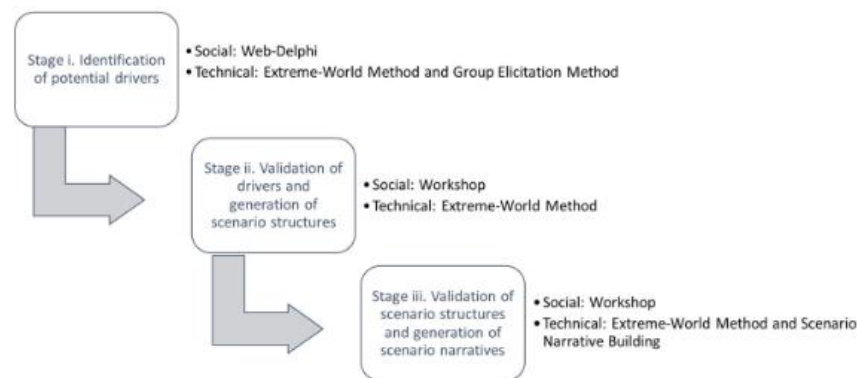 Stage i. Identification
of potential drivers
• Social: Web-Delphi
• Technical: Extreme-World Method and Group Elicitation Method
Stage ii. Validation of
drivers and
generation of
scenario structures
• Social: Workshop
• Technical: Extreme-World Method
Stage iii. Validation of
scenario structures
and generation of
scenario narratives
• Social: Workshop
• Technical: Extreme-World Method and Scenario
Narrative Building